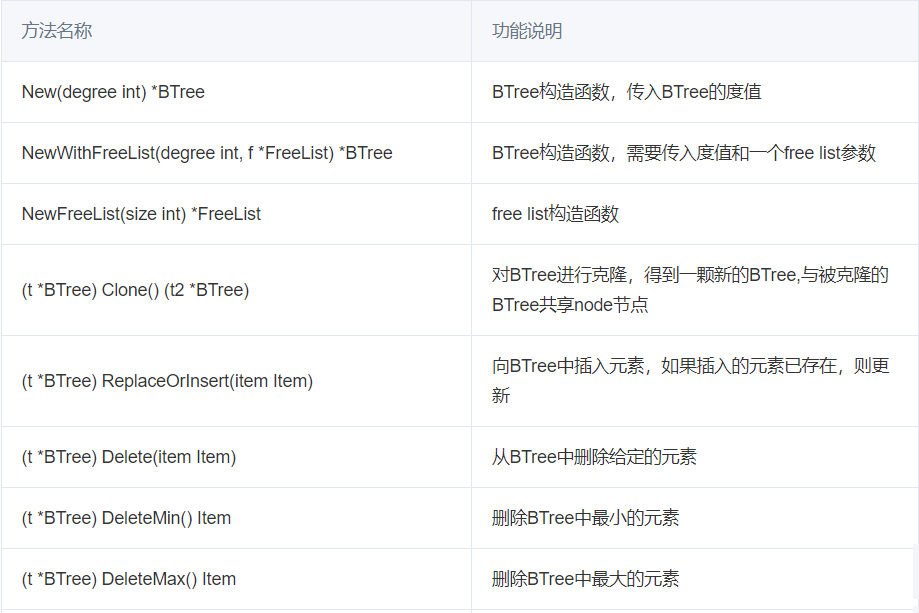 方法名称
功能说明
New(degree int) *BTree
BTree构造函数，传入BTree的度值
NewWithFreeList(degree int, f *FreeList) *BTree
BTree构造函数，需要传入度值和一个free list参数
NewFreeList(size int) *FreeList
free list构造函数
(t *BTree) Clone() (t2 *BTree)
对BTree进行克隆，得到一颗新的BTree,与被克隆的
BTree共享node节点
(t *BTree) ReplaceOrInsert(item Item)
向BTree中插入元素，如果插入的元素已存在，则更
新
(t *BTree) Delete(item Item)
从BTree中删除给定的元素
(t *BTree) DeleteMin() Item
删除BTree中最小的元素
(t *BTree) DeleteMax() Item
删除BTree中最大的元素